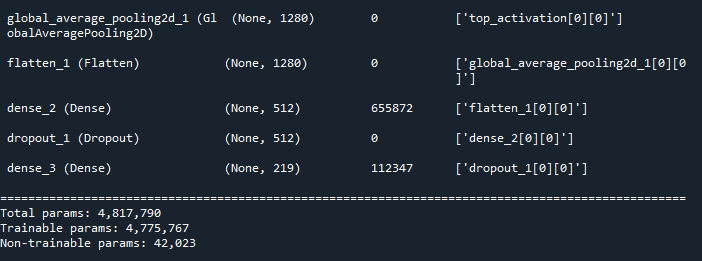 global_average_pooling2d_1 (Gl  (None, 1280)  0  ['top_activation[0][0]']
obalAveragePooling2D)
flatten_1 (Flatten)  (None, 1280)  0  ['global_average_pooling2d_1[0][0
]']
dense_2 (Dense)  (None, 512)  655872  ['flatten_1[0][0]']
dropout_1 (Dropout)  (None, 512)  0  ['dense_2[0][0]']
dense_3 (Dense)  (None, 219)  112347  ['dropout_1[0][0]']
==================================================================================================
Total params: 4,817,790
Trainable params: 4,775,767
Non-trainable params: 42,023